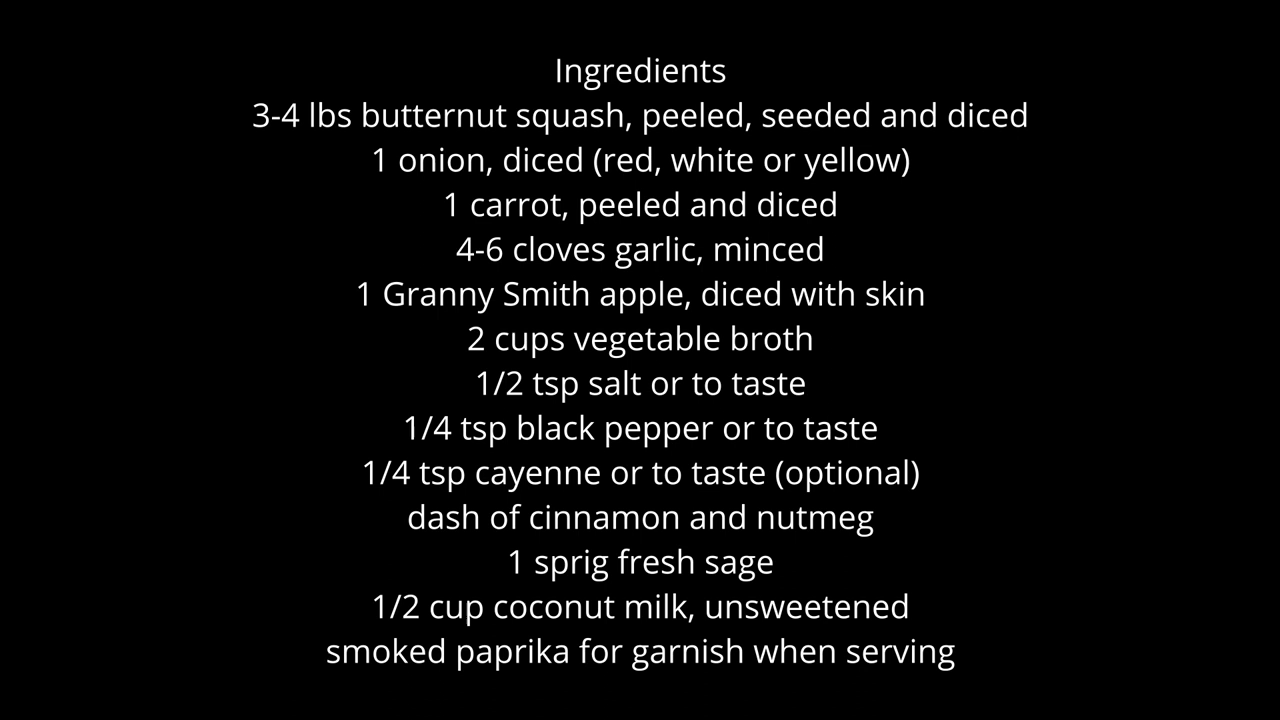 Ingredients
3-4 lbs butternut squash, peeled, seeded and diced
1 onion, diced (red, white or yellow)
1 carrot, peeled and diced
4-6 cloves garlic, minced
1 Granny Smith apple, diced with skin
2 cups vegetable broth
1/2 tsp salt or to taste
1/4 tsp black pepper or to taste
1/4 tsp cayenne or to taste (optional)
dash of cinnamon and nutmeg
1 sprig fresh sage
1/2 cup coconut milk, unsweetened
smoked paprika for garnish when serving